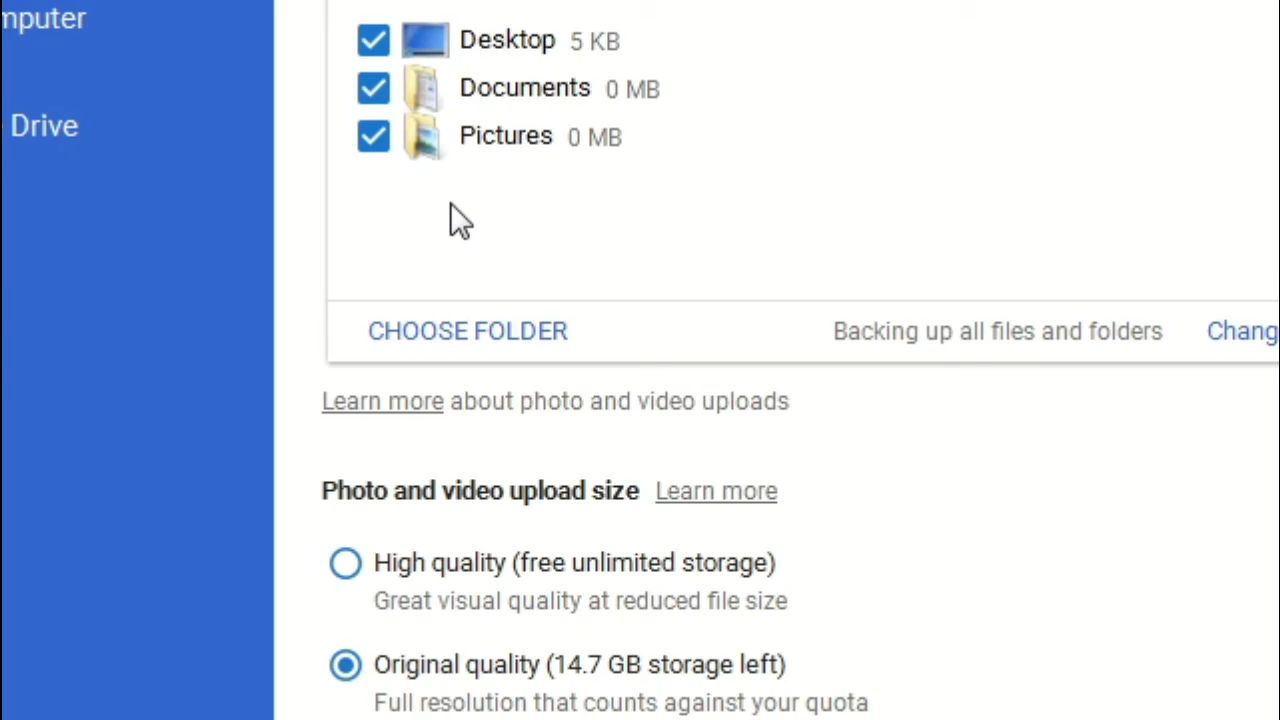 mputer
Drive
Desktop 5 KB
Documents 0 MB
Pictures 0 MB
CHOOSE FOLDER Backing up all files and folders Chang
Learn more about photo and video uploads
Photo and video upload size Learn more
High quality (free unlimited storage)
Great visual quality at reduced file size
Original quality (14.7 GB storage left)
Full resolution that counts against your quota